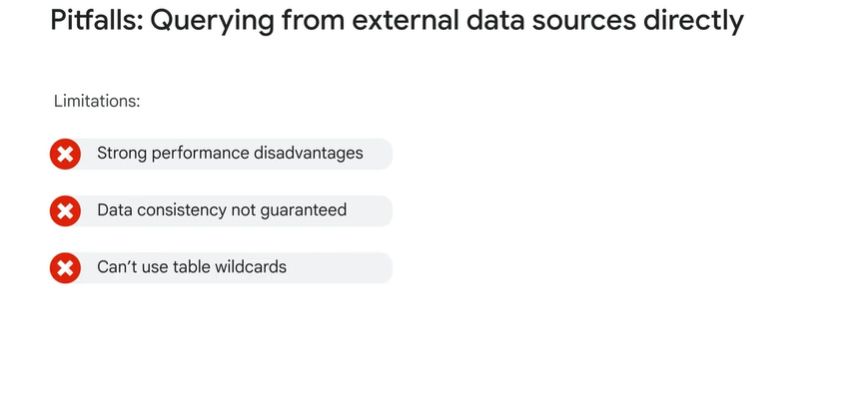 Pitfalls: Querying from external data sources directly
Limitations:
Strong performance disadvantages
Data consistency not guaranteed
Can’t use table wildcards